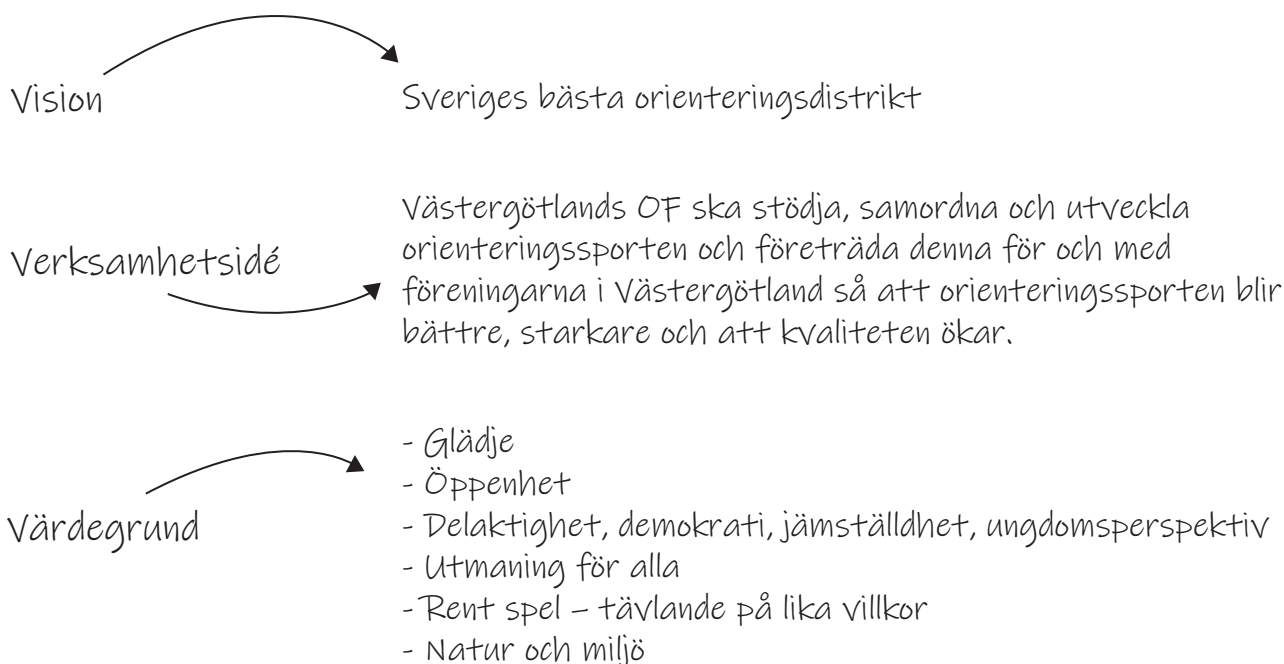 Vision
Sveriges bästa orienteringsdistrikt
Verksamhetsidé
Västergötlands OF ska stödja, samordna och utveckla
orienteringssporten och företräda denna för och med
föreningarna i Västergötland så att orienteringssporten blir
bättre, starkare och att kvaliteten ökar.
Värdegrund
- Glädje
- Öppenhet
- Delaktighet, demokrati, jämställdhet, ungdomsperspektiv
- Utmaning för alla
- Rent spel – tävlande på lika villkor
- Natur och miljö